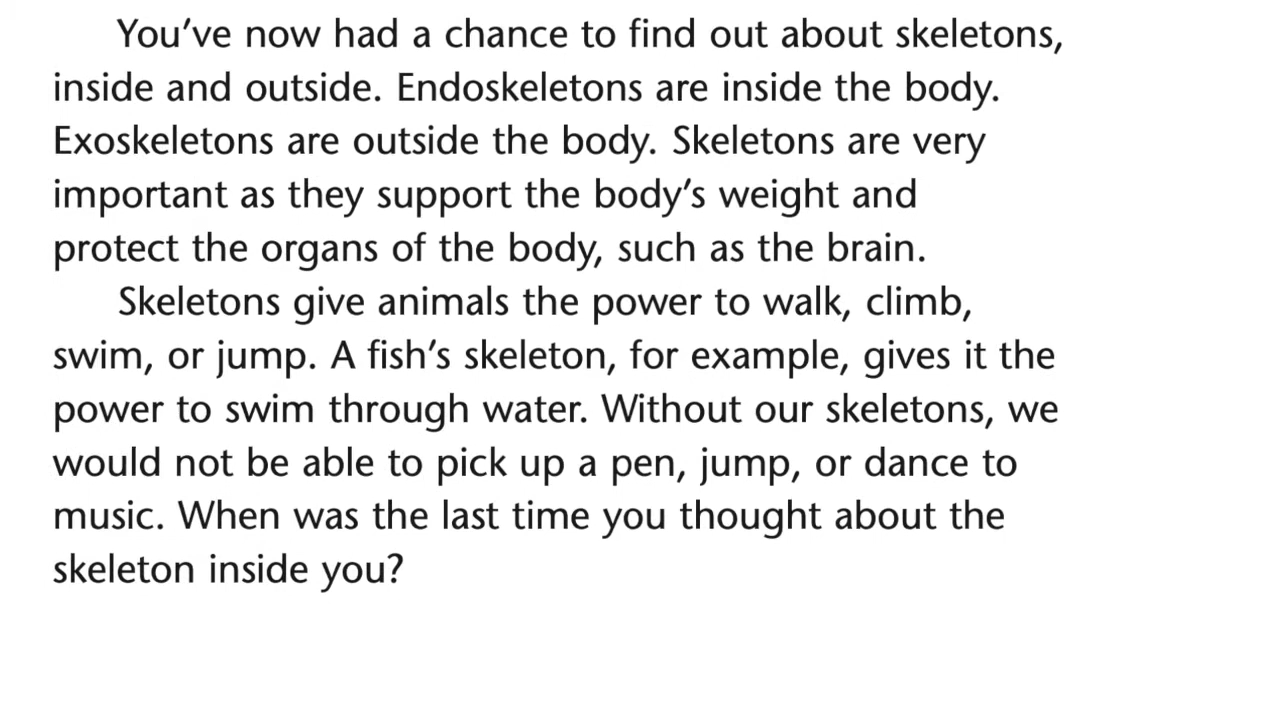 You’ve now had a chance to find out about skeletons,
inside and outside. Endoskeletons are inside the body.
Exoskeletons are outside the body. Skeletons are very
important as they support the body’s weight and
protect the organs of the body, such as the brain.
Skeletons give animals the power to walk, climb,
swim, or jump. A fish’s skeleton, for example, gives it the
power to swim through water. Without our skeletons, we
would not be able to pick up a pen, jump, or dance to
music. When was the last time you thought about the
skeleton inside you?